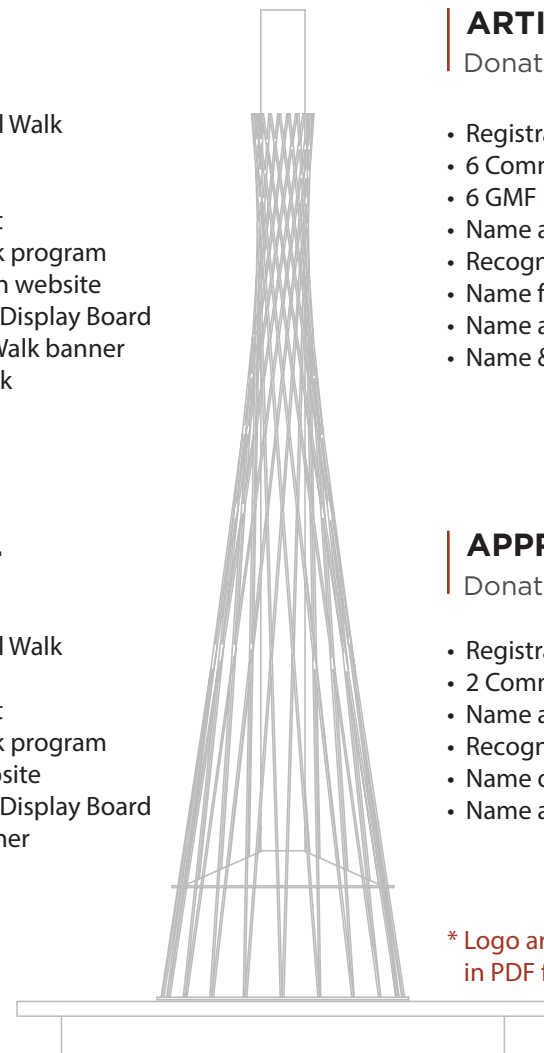 l Walk
t
k program
n website
Display Board
Walk banner
k
l Walk
t
k program
site
Display Board
ner
ARTI
Donat
• Registra
• 6 Comm
• 6 GMF
• Name a
• Recogn
• Name f
• Name a
• Name &
APPR
Donat
• Registra
• 2 Comm
• Name a
• Recogn
• Name o
• Name a
* Logo ar
in PDF f